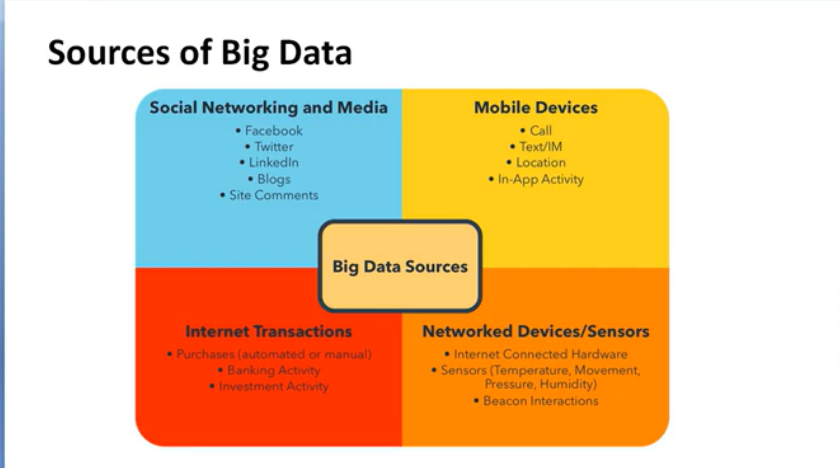 Sources of Big Data
Social Networking and Media
• Facebook
• Twitter
• LinkedIn
• Blogs
• Site Comments
Mobile Devices
• Call
• Text/IM
• Location
• In-App Activity
Big Data Sources
Internet Transactions
• Purchases (automated or manual)
• Banking Activity
• Investment Activity
Networked Devices/Sensors
• Internet Connected Hardware
• Sensors (Temperature, Movement,
Pressure, Humidity)
• Beacon Interactions